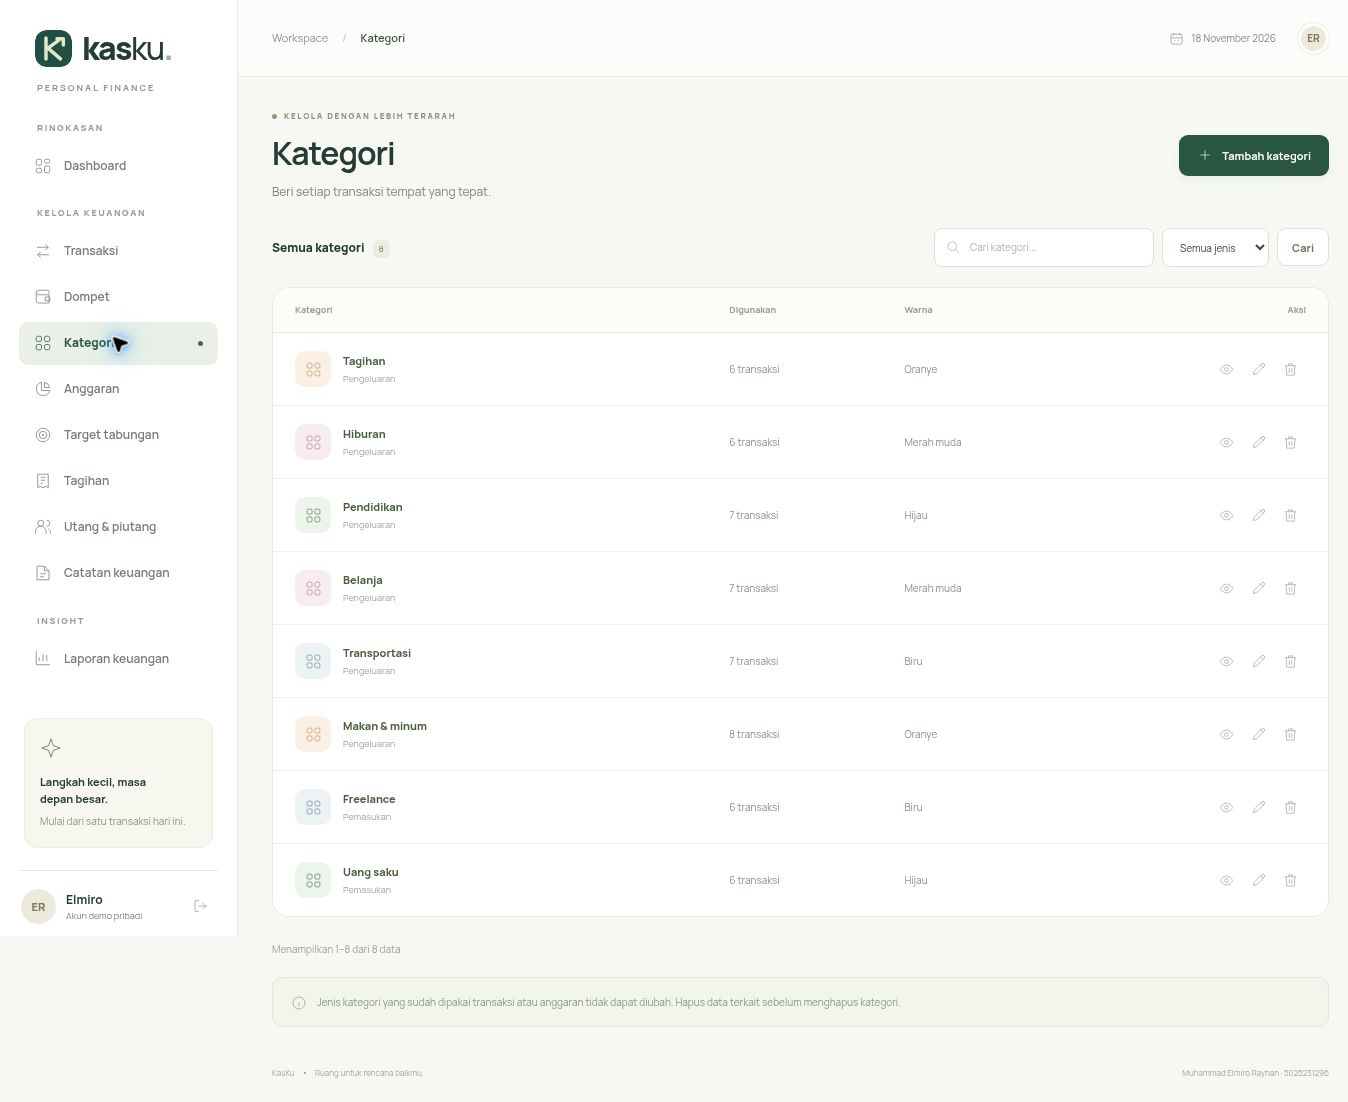 kasku.
PERSONAL FINANCE
RINGKASAN
Dashboard
KELOLA KEUANGAN
Transaksi
Dompet
Kategori
Anggaran
Target tabungan
Tagihan
Utang & piutang
Catatan keuangan
INSIGHT
Laporan keuangan
Langkah kecil, masa
depan besar.
Mulai dari satu transaksi hari ini.
ER
Elmiro
Akun demo pribadi
Workspace / Kategori
18 November 2026
ER
KELOLA DENGAN LEBIH TERARAH
Kategori
Beri setiap transaksi tempat yang tepat.
Tambah kategori
Semua kategori 8
Cari kategori...
Semua jenis
Cari
Kategori Digunakan Warna Aksi
Tagihan
Pengeluaran
6 transaksi
Oranye
Hiburan
Pengeluaran
6 transaksi
Merah muda
Pendidikan
Pengeluaran
7 transaksi
Hijau
Belanja
Pengeluaran
7 transaksi
Merah muda
Transportasi
Pengeluaran
7 transaksi
Biru
Makan & minum
Pengeluaran
8 transaksi
Oranye
Freelance
Pemasukan
6 transaksi
Biru
Uang saku
Pemasukan
6 transaksi
Hijau
Menampilkan 1–8 dari 8 data
Jenis kategori yang sudah dipakai transaksi atau anggaran tidak dapat diubah. Hapus data terkait sebelum menghapus kategori.
KasKu • Ruang untuk rencana baikmu.
Muhammad Elmiro Rayhan · 5025231296